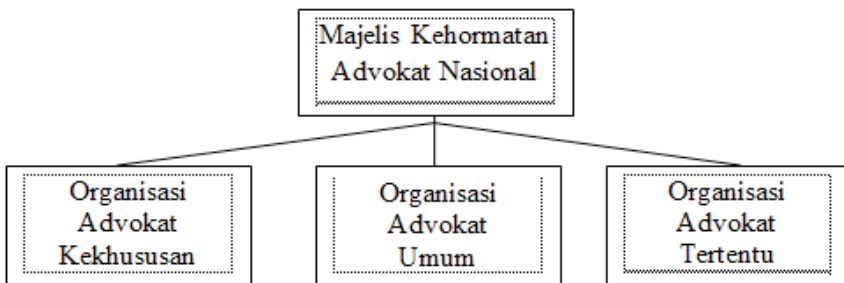 Majelis Kehormatan
Advokat Nasional
Organisasi
Advokat
Kekhususan
Organisasi
Advokat
Umum
Organisasi
Advokat
Tertentu